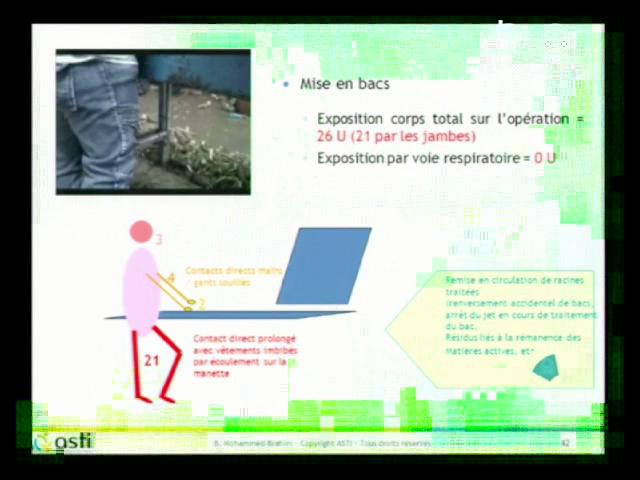 Mise en bacs
Exposition corps total sur l'opération =
26 U (21 par les jambes)
Exposition par voie respiratoire = 0 U
3
4
Contacts directs mains
/ gants souillés
2
21
Contact direct prolongé
avec vêtements imbibés
par écoulement sur la
manette
Remise en circulation de racines
traitées
(renversement accidentel de bacs,
arrêt du jet en cours de traitement
du bac.
Résidus liés à la rémanence des
matières actives, etc
asti
B. Mohammed Brahim - Copyright ASTI - Tous droits réservés
42